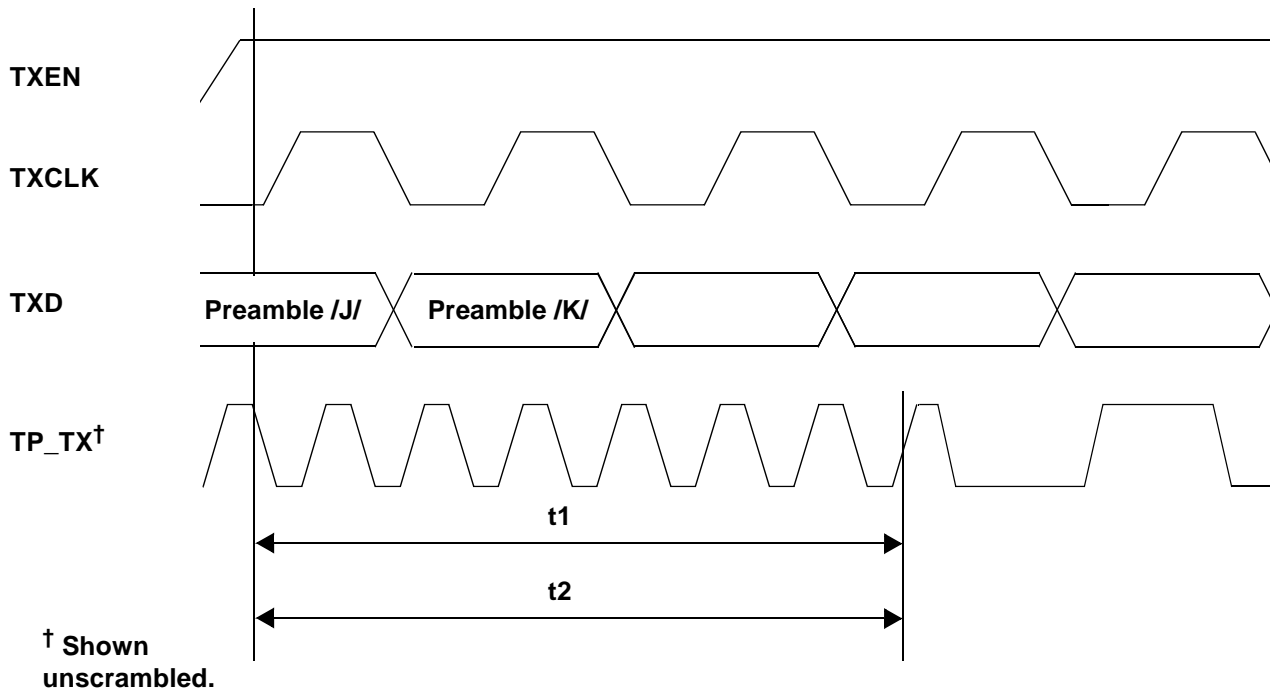 TXEN
TXCLK
TXD
Preamble /J/ Preamble /K/
TP_TX†
t1
t2
† Shown
unscrambled.